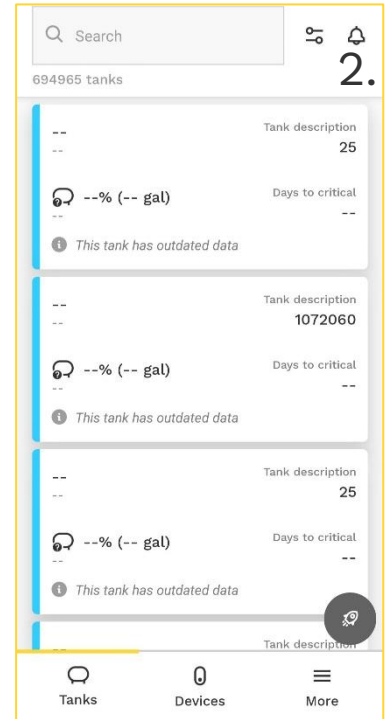 Search
2.
694965 tanks
-- Tank description
-- 25
--% (-- gal) Days to critical
-- --
This tank has outdated data
-- Tank description
-- 1072060
--% (-- gal) Days to critical
-- --
This tank has outdated data
-- Tank description
-- 25
--% (-- gal) Days to critical
-- --
This tank has outdated data
-- Tank description
Tanks Devices More